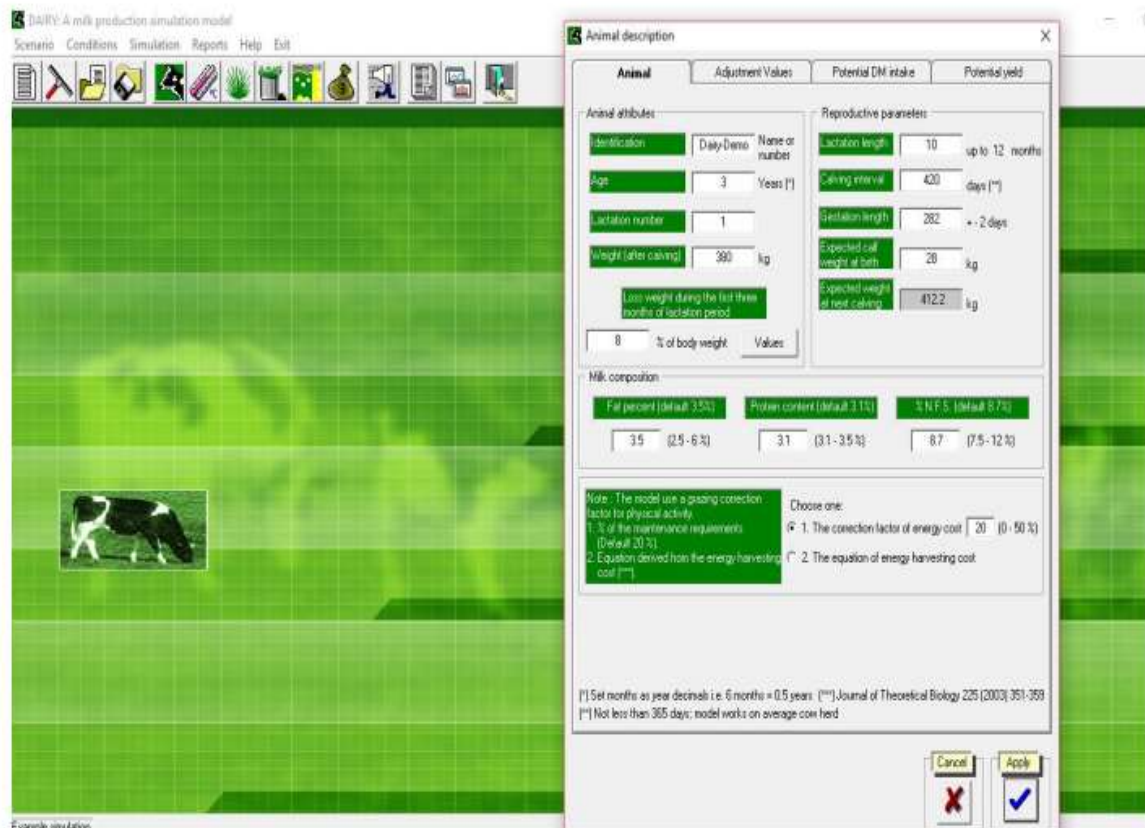 DAIRY: A milk production simulation model
Scenario Conditions Simulation Reports Help Exit
Animal description
Animal Adjustment Values Potential DM intake Potential yield
Animal attributes
Identification Dairy-Demo Name or
number
Age 3 Years (*)
Lactation number 1
Weight (after calving) 380 kg
Loss weight during the first three
months of lactation period
8 % of body weight Values
Reproductive parameters
Lactation length 10 up to 12 months
Calving interval 420 days (**)
Gestation length 282 + - 2 days
Expected calf
weight at birth 28 kg
Expected weight
at next calving 412.2 kg
Milk composition
Fat percent (default 3.5%) Protein content (default 3.1%) % N.F.S. (default 8.7%)
3.5 (2.5 - 6 %) 3.1 (3.1 - 3.5 %) 8.7 (7.5 - 12 %)
Note : The model use a grazing correction
factor for physical activity.
1. % of the maintenance requirements
(Default 20 %).
2. Equation derived from the energy harvesting
cost (***).
Choose one:
1. The correction factor of energy cost 20 (0 - 50 %)
2. The equation of energy harvesting cost
(*) Set months as year decimals i.e. 6 months = 0.5 years (***) Journal of Theoretical Biology 225 (2003) 351-359
(**) Not less than 365 days; model works on average cow herd
Cancel Apply
Example simulation